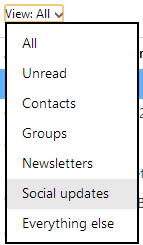 View: All
All
Unread
Contacts
Groups
Newsletters
Social updates
Everything else